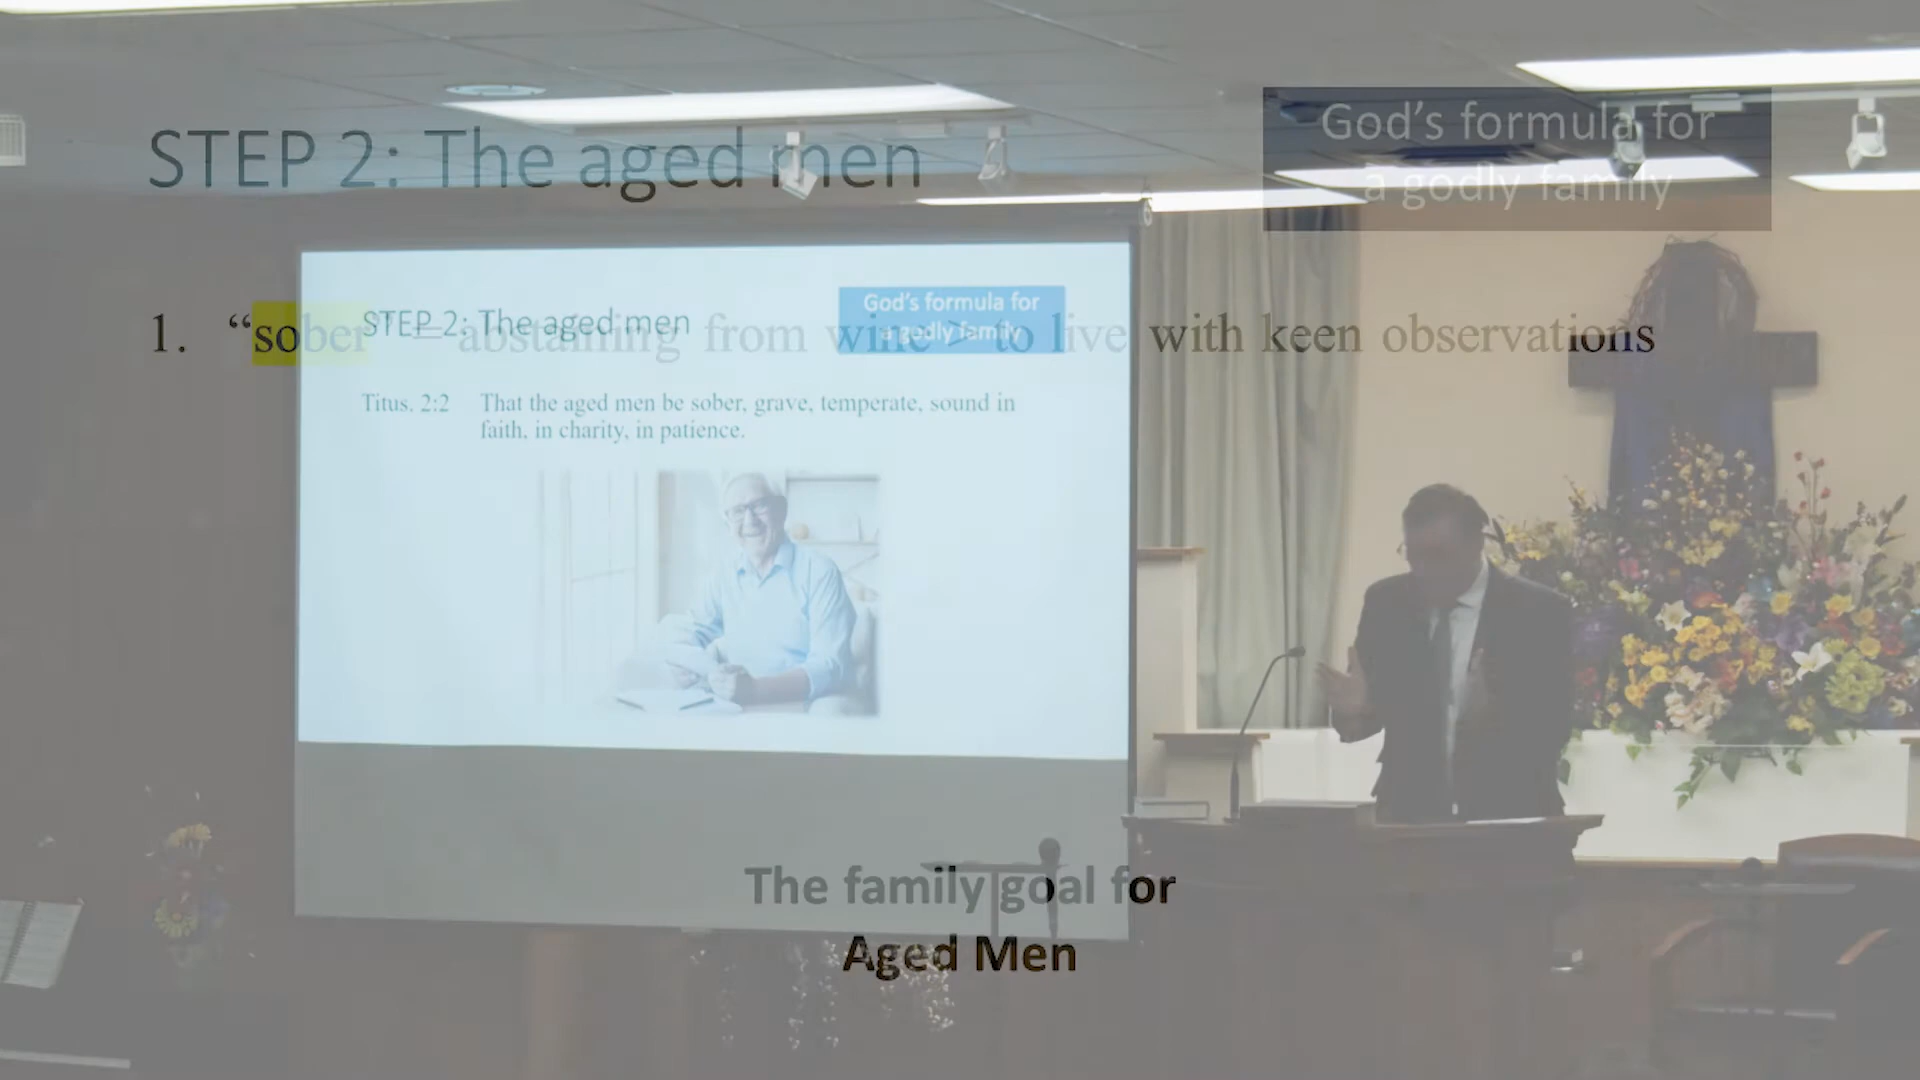 STEP 2: The aged men
God's formula for
a godly family
1. "sober" – abstaining from wine > to live with keen observations
STEP 2: The aged men
God's formula for
a godly family
Titus. 2:2 That the aged men be sober, grave, temperate, sound in
faith, in charity, in patience.
The family goal for
Aged Men